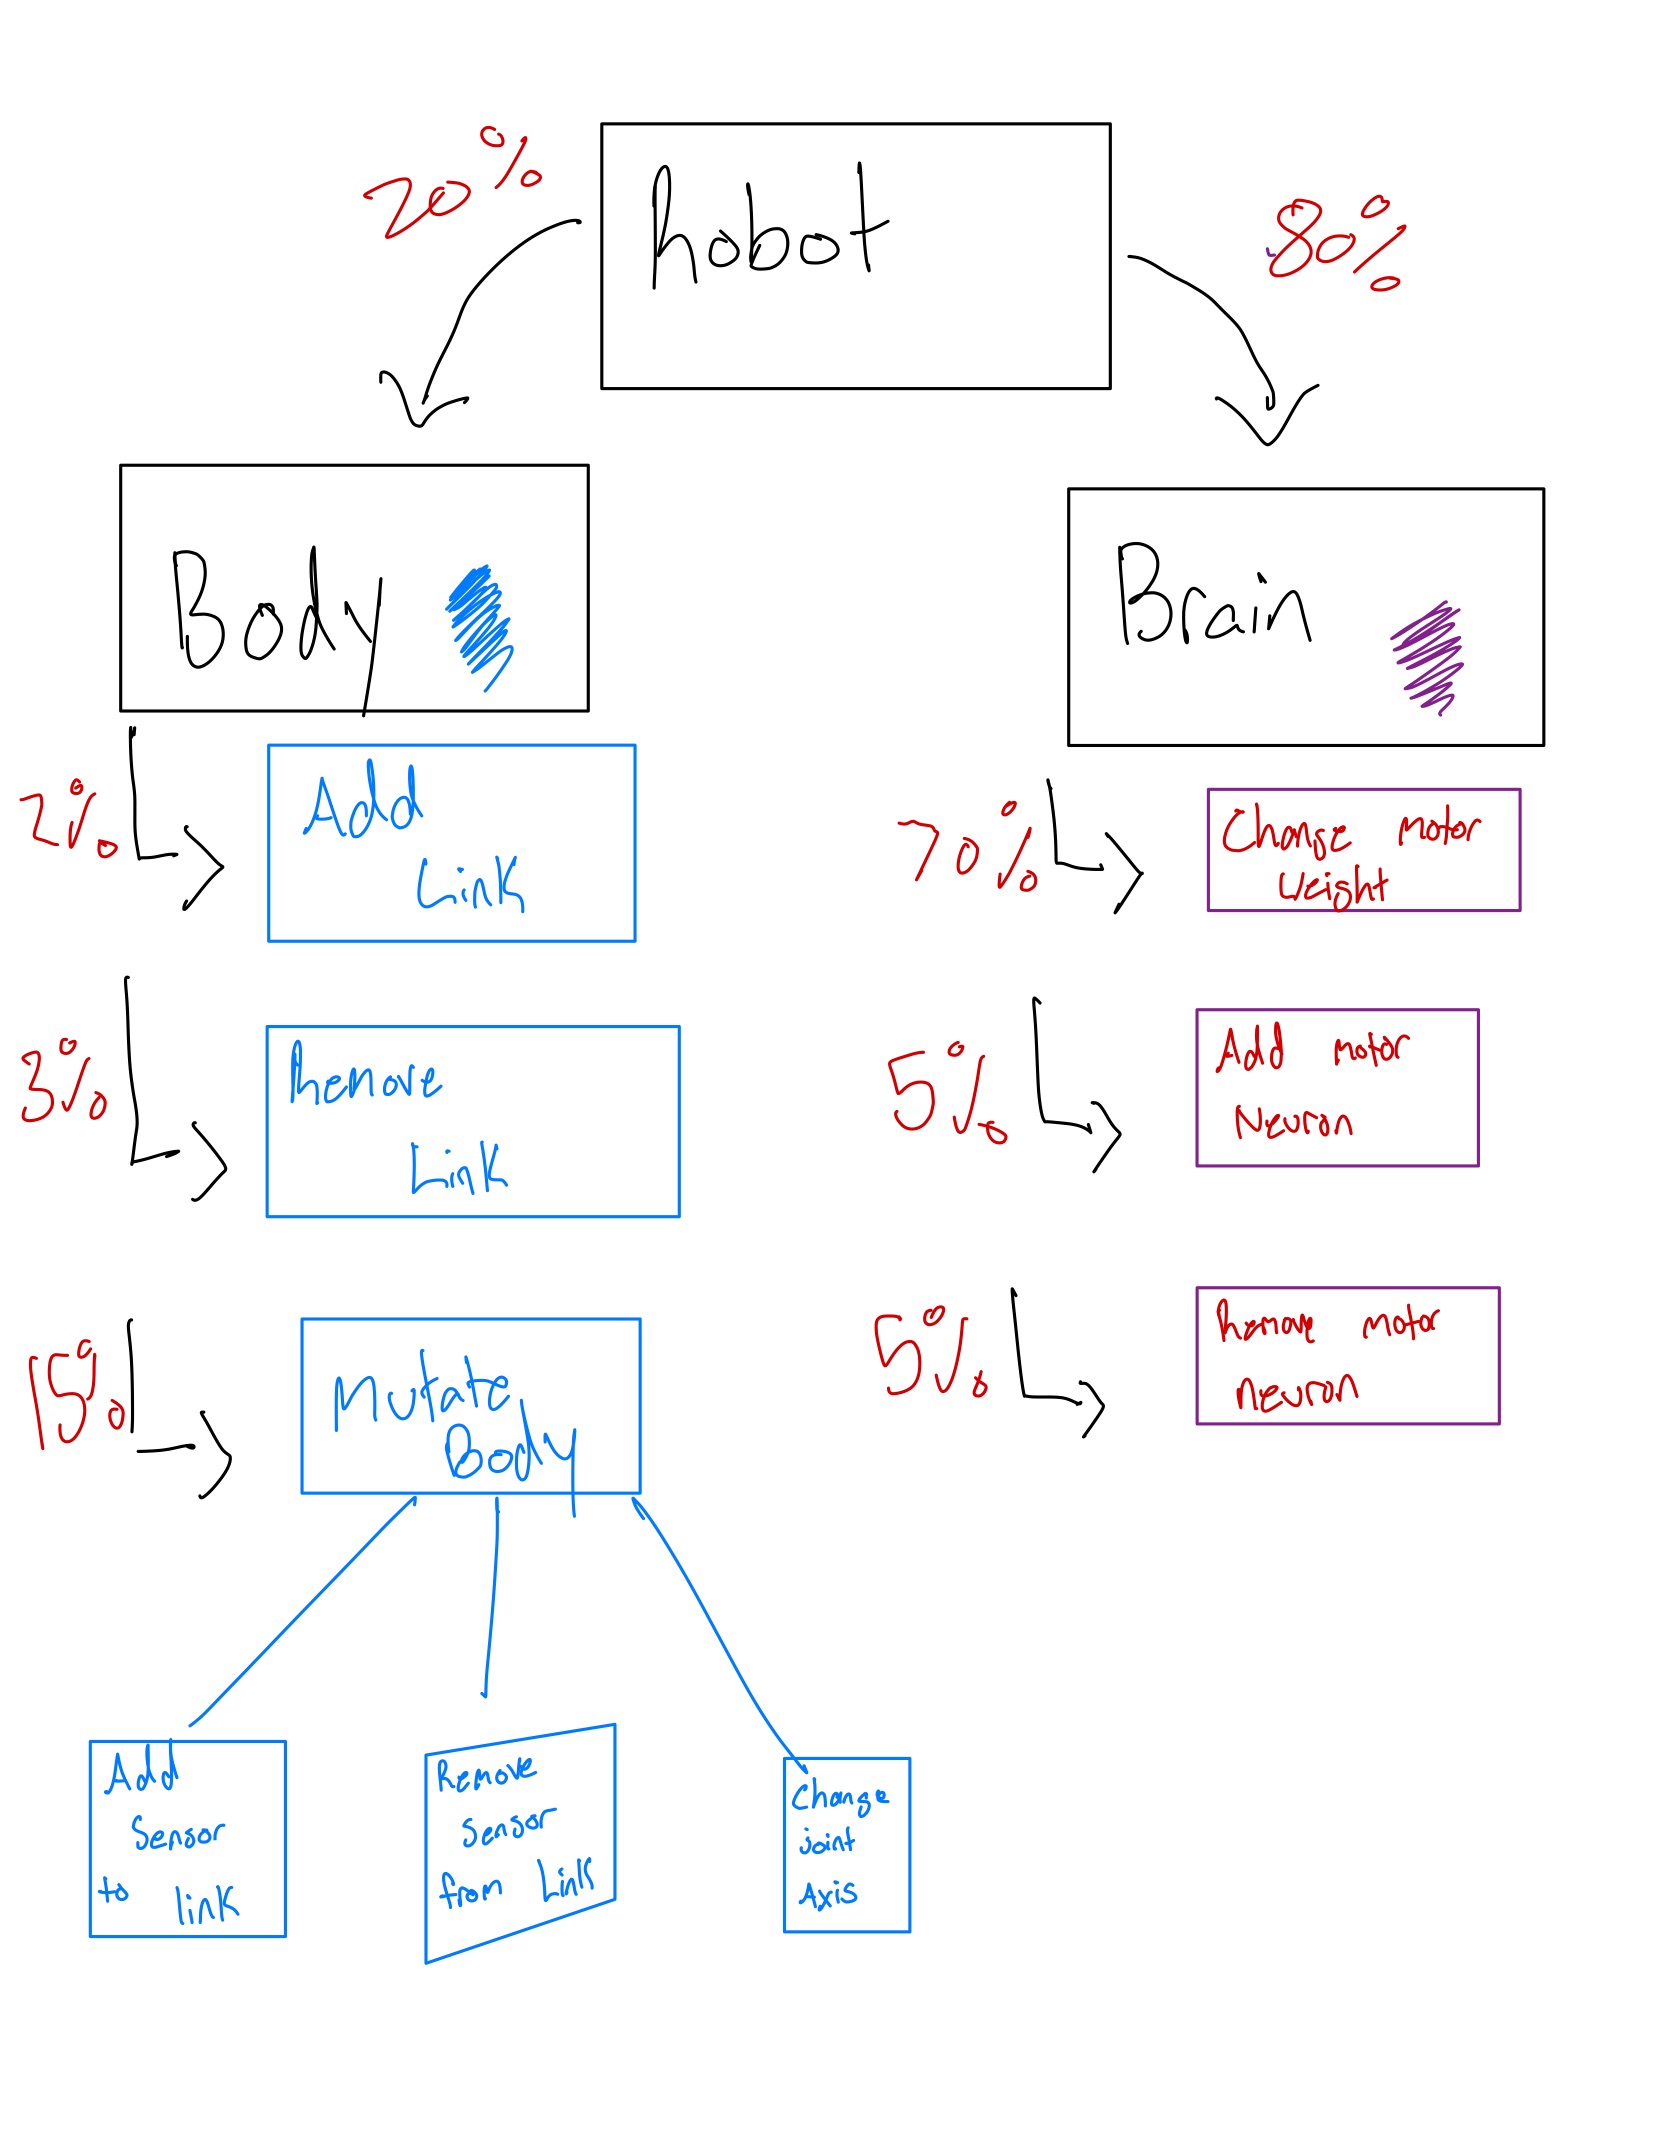 20%
Robot
80%
Body
Brain
2%
Add
Link
70%
Change motor
Weight
3%
Remove
Link
5%
Add motor
Neuron
15%
Mutate
Body
5%
Remove motor
neuron
Add
Sensor
to link
Remove
sensor
from Link
Change
joint
Axis